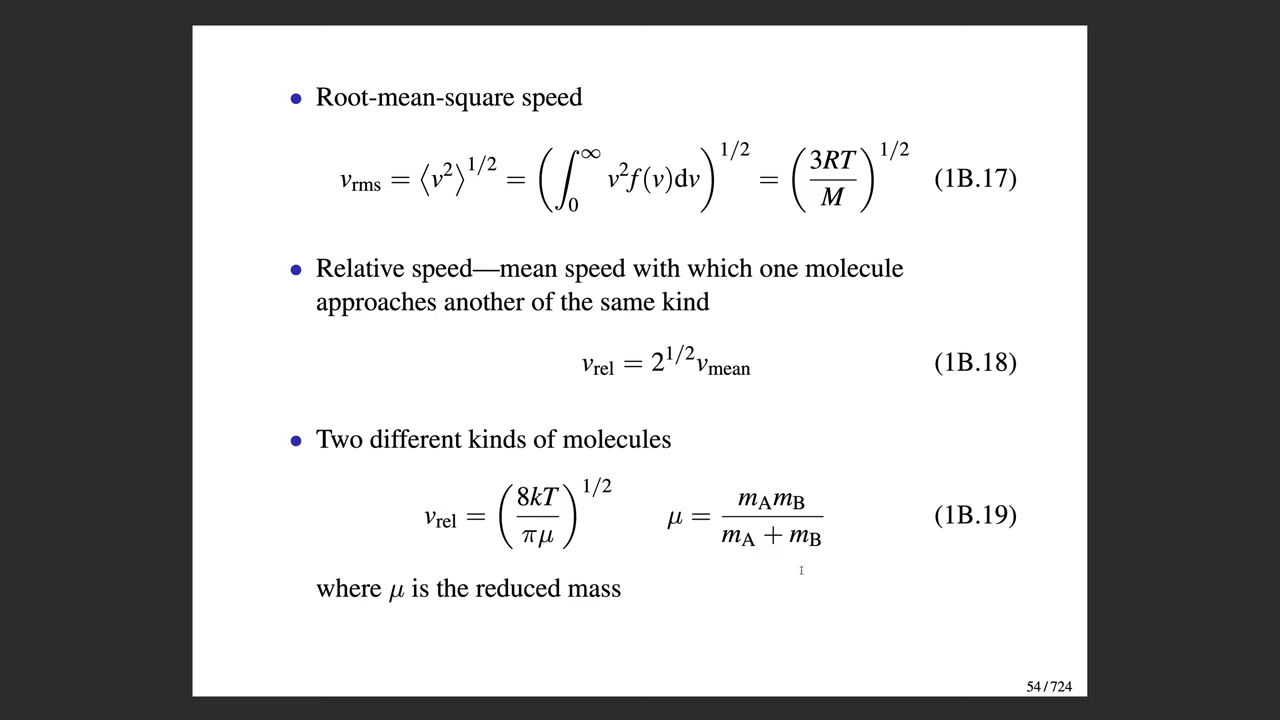 • Root-mean-square speed
v_rms = ⟨v²⟩^{1/2} = (∫_0^∞ v² f(v)dv)^{1/2} = (3RT/M)^{1/2} (1B.17)
• Relative speed—mean speed with which one molecule
approaches another of the same kind
v_rel = 2^{1/2} v_mean (1B.18)
• Two different kinds of molecules
v_rel = (8kT/πμ)^{1/2} μ = m_A m_B/(m_A + m_B) (1B.19)
where μ is the reduced mass
54 / 724